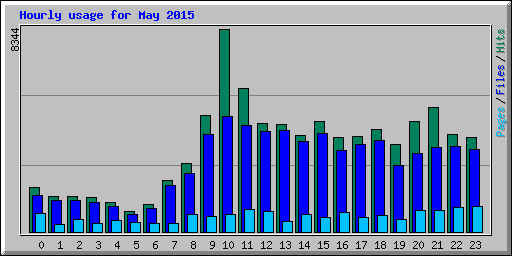 Hourly usage for May 2015
8344
Pages/Files/Hits
0 1 2 3 4 5 6 7 8 9 10 11 12 13 14 15 16 17 18 19 20 21 22 23